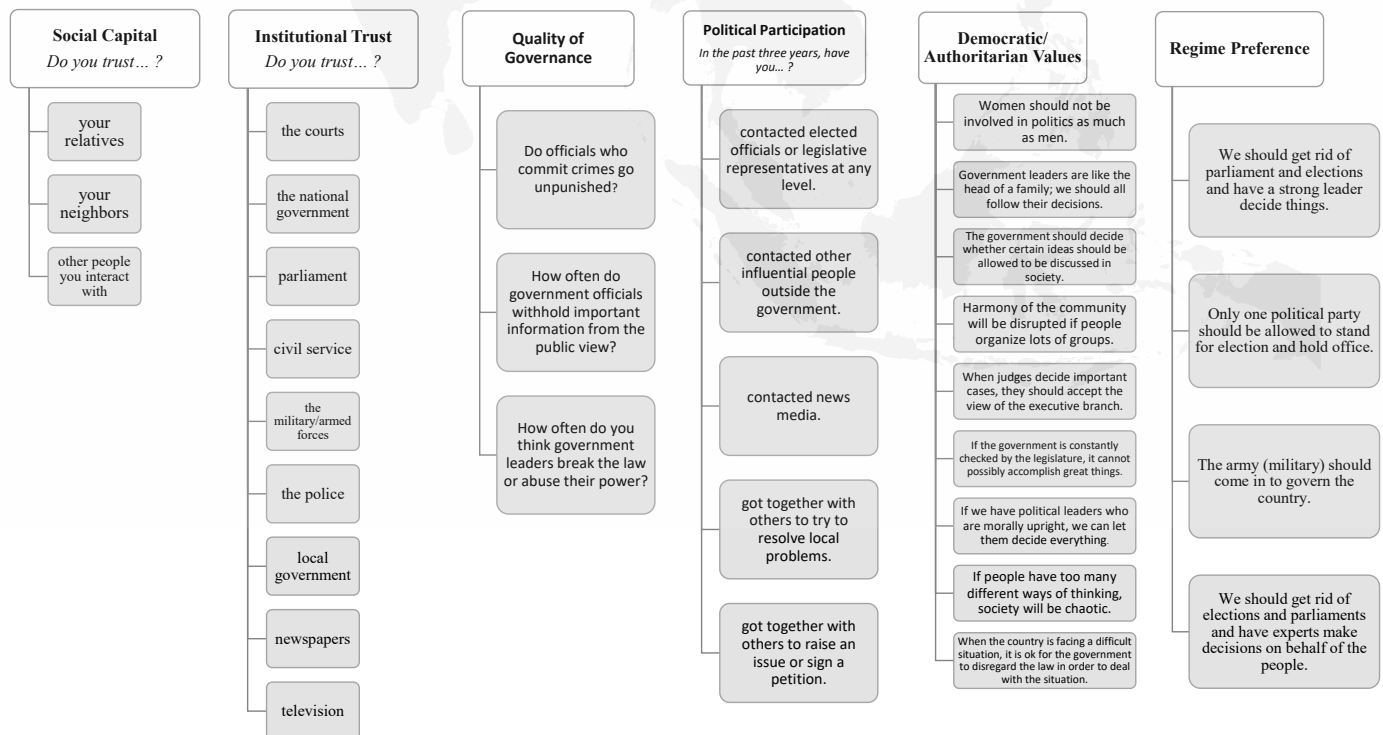 Social Capital
Do you trust… ?
your
relatives
your
neighbors
other people
you interact
with
Institutional Trust
Do you trust… ?
the courts
the national
government
parliament
civil service
the
military/armed
forces
the police
local
government
newspapers
television
Quality of
Governance
Do officials who
commit crimes go
unpunished?
How often do
government officials
withhold important
information from the
public view?
How often do you
think government
leaders break the law
or abuse their power?
Political Participation
In the past three years, have
you… ?
contacted elected
officials or legislative
representatives at any
level.
contacted other
influential people
outside the
government.
contacted news
media.
got together with
others to try to
resolve local
problems.
got together with
others to raise an
issue or sign a
petition.
Democratic/
Authoritarian Values
Women should not be
involved in politics as much
as men.
Government leaders are like the
head of a family; we should all
follow their decisions.
The government should decide
whether certain ideas should be
allowed to be discussed in
society.
Harmony of the community
will be disrupted if people
organize lots of groups.
When judges decide important
cases, they should accept the
view of the executive branch.
If the government is constantly
checked by the legislature, it cannot
possibly accomplish great things.
If we have political leaders who
are morally upright, we can let
them decide everything.
If people have too many
different ways of thinking,
society will be chaotic.
When the country is facing a difficult
situation, it is ok for the government
to disregard the law in order to deal
with the situation.
Regime Preference
We should get rid of
parliament and elections
and have a strong leader
decide things.
Only one political party
should be allowed to stand
for election and hold office.
The army (military) should
come in to govern the
country.
We should get rid of
elections and parliaments
and have experts make
decisions on behalf of the
people.